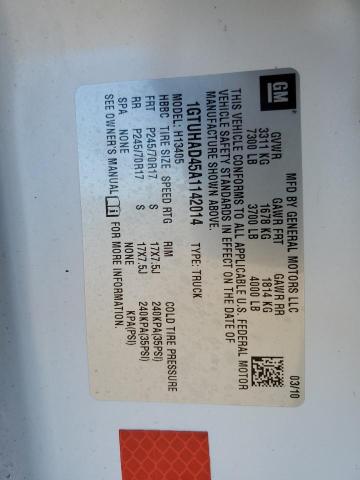 GM
MFD BY GENERAL MOTORS LLC
03/10
GVWR GAWR FRT GAWR RR
3311 KG 1678 KG 1814 KG
7300 LB 3700 LB 4000 LB
THIS VEHICLE CONFORMS TO ALL APPLICABLE U.S. FEDERAL MOTOR
VEHICLE SAFETY STANDARDS IN EFFECT ON THE DATE OF
MANUFACTURE SHOWN ABOVE.
1GTUHAD45A1142014 TYPE: TRUCK
MODEL: H13405
HBBC TIRE SIZE SPEED RTG RIM COLD TIRE PRESSURE
FRT P245/70R17 S 17X7.5J 240KPA(35PSI)
RR P245/70R17 S 17X7.5J 240KPA(35PSI)
SPA NONE NONE KPA(PSI)
SEE OWNER'S MANUAL FOR MORE INFORMATION.